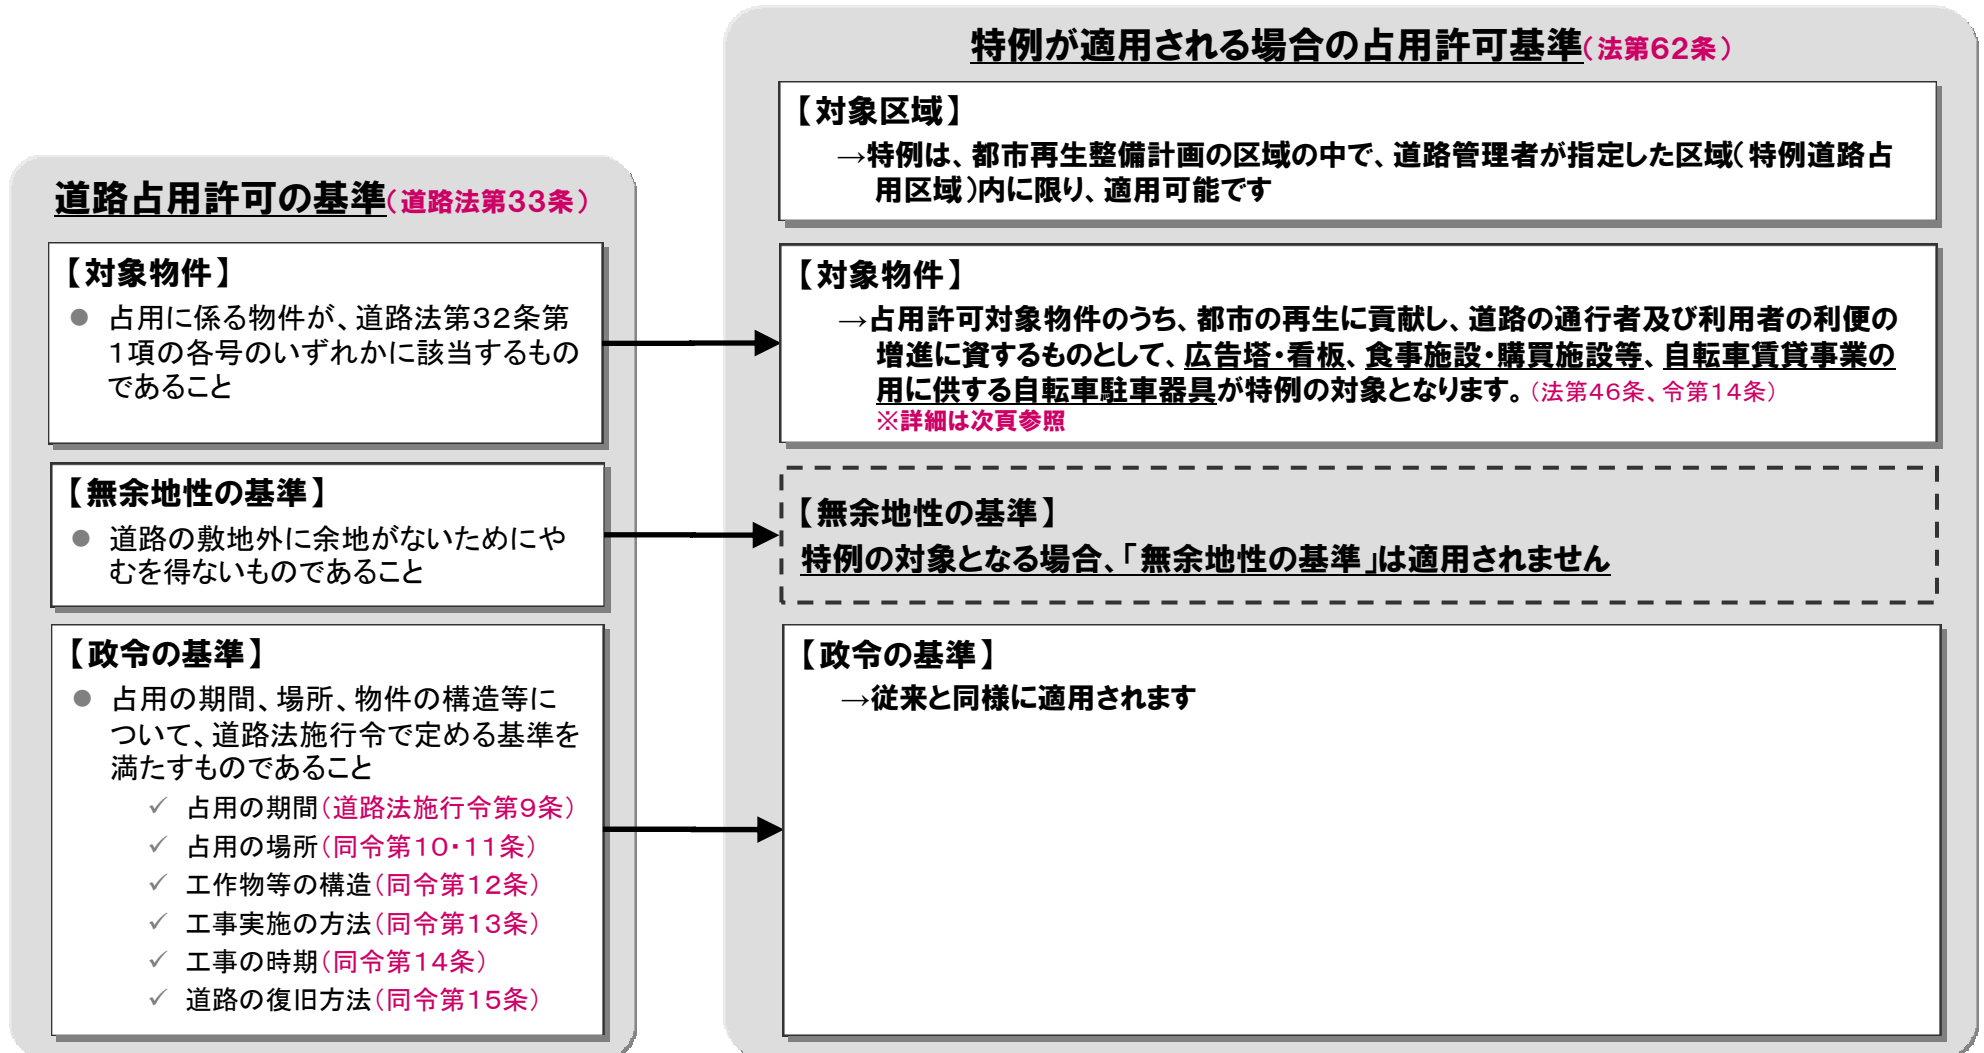 道路占用許可の基準(道路法第33条)
【対象物件】
● 占用に係る物件が、道路法第32条第
1項の各号のいずれかに該当するもの
であること
【無余地性の基準】
● 道路の敷地外に余地がないためにや
むを得ないものであること
【政令の基準】
● 占用の期間、場所、物件の構造等に
ついて、道路法施行令で定める基準を
満たすものであること
✓ 占用の期間(道路法施行令第9条)
✓ 占用の場所(同令第10・11条)
✓ 工作物等の構造(同令第12条)
✓ 工事実施の方法(同令第13条)
✓ 工事の時期(同令第14条)
✓ 道路の復旧方法(同令第15条)
特例が適用される場合の占用許可基準(法第62条)
【対象区域】
→特例は、都市再生整備計画の区域の中で、道路管理者が指定した区域(特例道路占
用区域)内に限り、適用可能です
【対象物件】
→占用許可対象物件のうち、都市の再生に貢献し、道路の通行者及び利用者の利便の
増進に資するものとして、広告塔・看板、食事施設・購買施設等、自転車賃貸事業の
用に供する自転車駐車器具が特例の対象となります。(法第46条、令第14条)
※詳細は次頁参照
【無余地性の基準】
特例の対象となる場合、「無余地性の基準」は適用されません
【政令の基準】
→従来と同様に適用されます